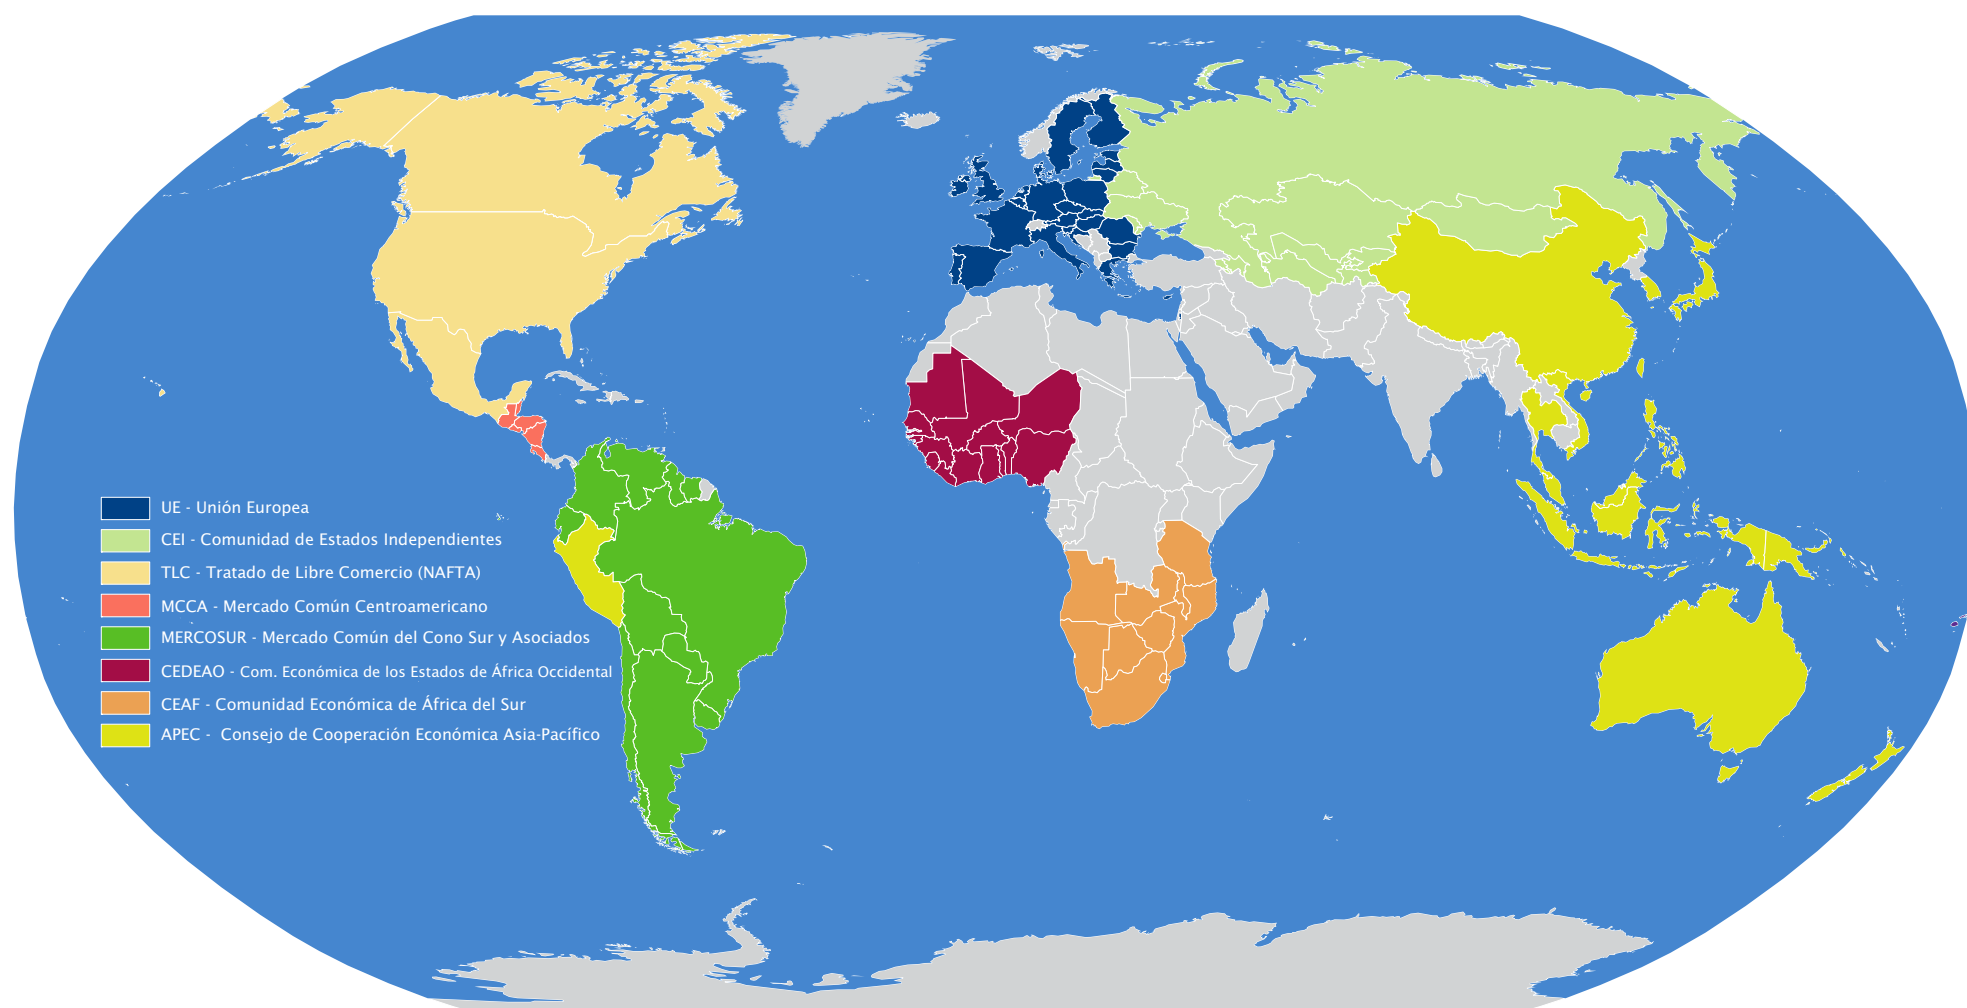 UE - Unión Europea
CEI - Comunidad de Estados Independientes
TLC - Tratado de Libre Comercio (NAFTA)
MCCA - Mercado Común Centroamericano
MERCOSUR - Mercado Común del Cono Sur y Asociados
CEDEAO - Com. Económica de los Estados de África Occidental
CEAF - Comunidad Económica de África del Sur
APEC - Consejo de Cooperación Económica Asia-Pacífico